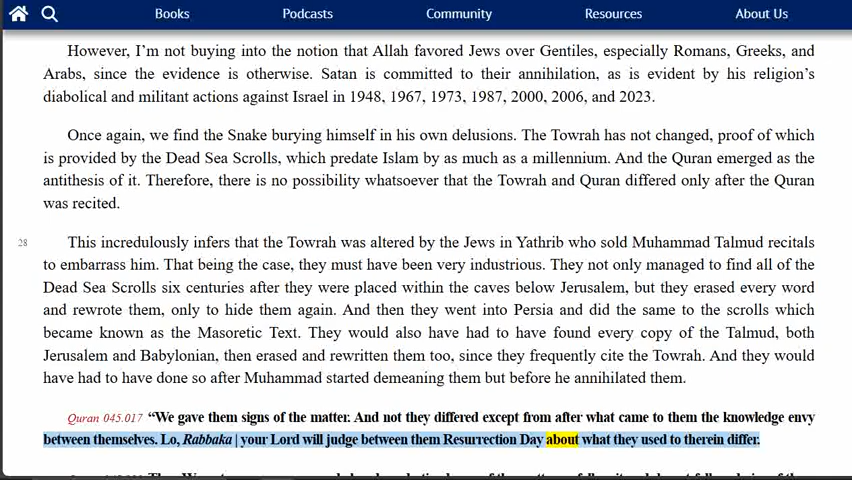 Books Podcasts Community Resources About Us
However, I'm not buying into the notion that Allah favored Jews over Gentiles, especially Romans, Greeks, and
Arabs, since the evidence is otherwise. Satan is committed to their annihilation, as is evident by his religion's
diabolical and militant actions against Israel in 1948, 1967, 1973, 1987, 2000, 2006, and 2023.
Once again, we find the Snake burying himself in his own delusions. The Towrah has not changed, proof of which
is provided by the Dead Sea Scrolls, which predate Islam by as much as a millennium. And the Quran emerged as the
antithesis of it. Therefore, there is no possibility whatsoever that the Towrah and Quran differed only after the Quran
was recited.
28 This incredulously infers that the Towrah was altered by the Jews in Yathrib who sold Muhammad Talmud recitals
to embarrass him. That being the case, they must have been very industrious. They not only managed to find all of the
Dead Sea Scrolls six centuries after they were placed within the caves below Jerusalem, but they erased every word
and rewrote them, only to hide them again. And then they went into Persia and did the same to the scrolls which
became known as the Masoretic Text. They would also have had to have found every copy of the Talmud, both
Jerusalem and Babylonian, then erased and rewritten them too, since they frequently cite the Towrah. And they would
have had to have done so after Muhammad started demeaning them but before he annihilated them.
Quran 045.017 “We gave them signs of the matter. And not they differed except from after what came to them the knowledge envy
between themselves. Lo, Rabbaka | your Lord will judge between them Resurrection Day about what they used to therein differ.